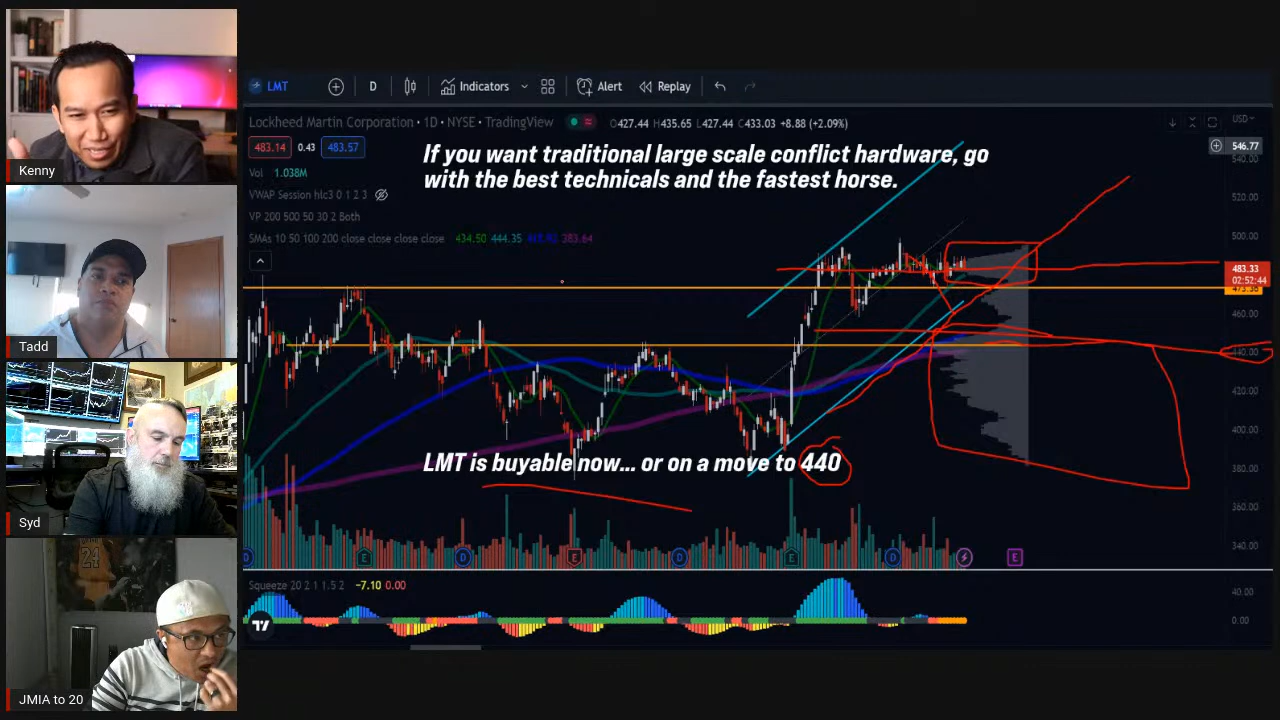 Kenny
Tadd
Syd
JMIA to 20
LMT
D
Indicators
Alert
Replay
Lockheed Martin Corporation • 1D • NYSE • TradingView
O427.44 H435.65 L427.44 C433.03 +8.88 (+2.09%)
USD
483.14 0.43 483.57
Vol 1.038M
VWAP Session hlc3 0 1 2 3
VP 200 500 50 30 2 Both
SMAs 10 50 100 200 close close close close 434.50 444.35 383.64
If you want traditional large scale conflict hardware, go
with the best technicals and the fastest horse.
LMT is buyable now... or on a move to 440
546.77
540.00
520.00
500.00
483.33
02:52:44
460.00
440.00
420.00
400.00
380.00
360.00
340.00
D E D E D E D E
Squeeze 20 2 1 1.5 2 −7.10 0.00
40.00
0.00
24